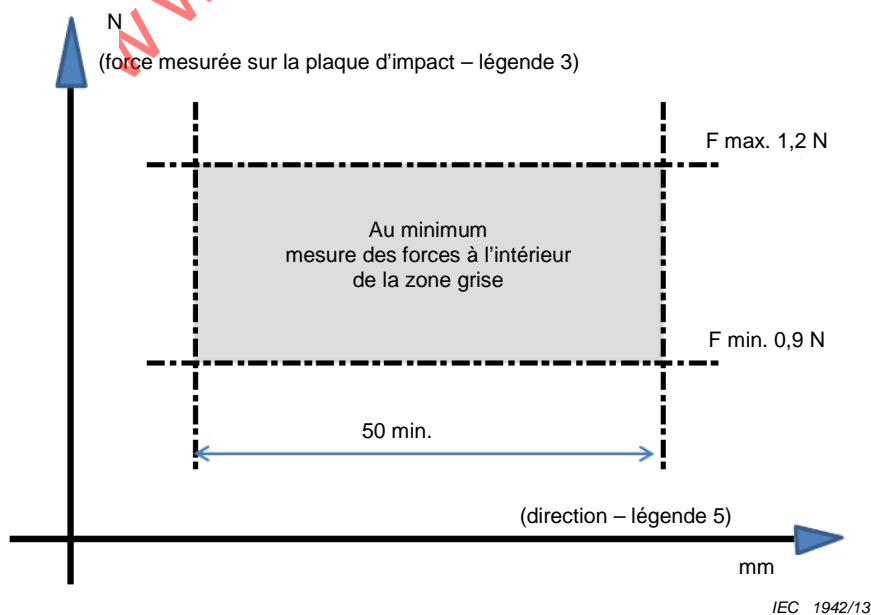 N
(force mesurée sur la plaque d'impact – légende 3)
F max. 1,2 N
Au minimum
mesure des forces à l'intérieur
de la zone grise
F min. 0,9 N
50 min.
(direction – légende 5)
mm
IEC 1942/13